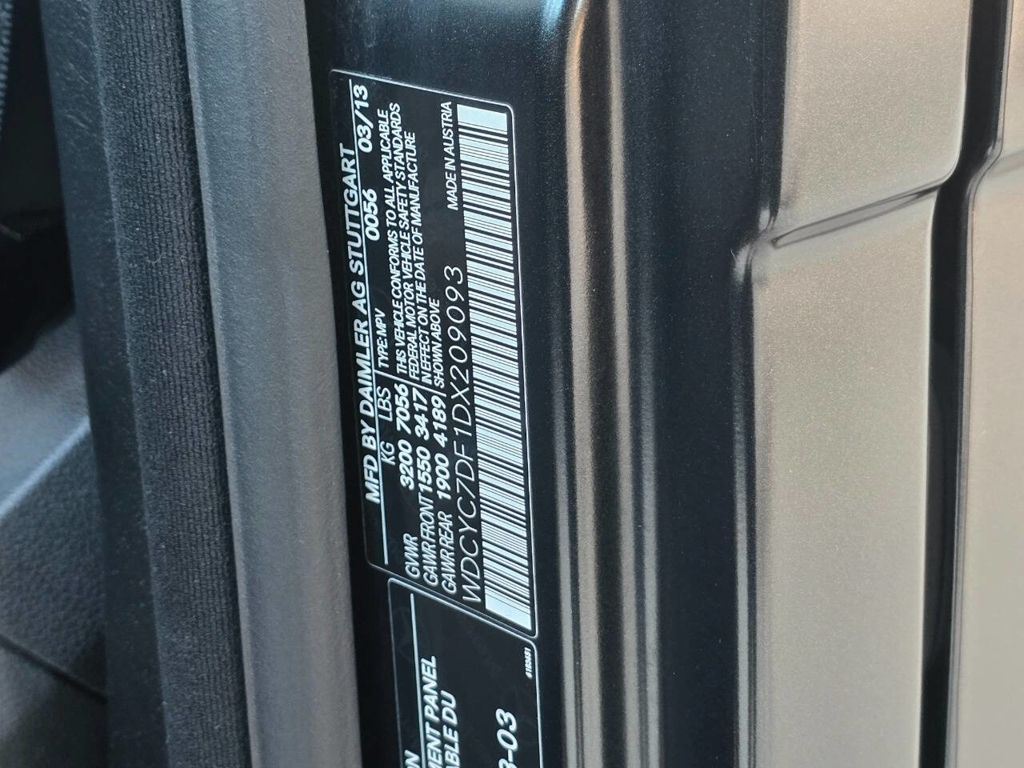 MFD BY DAIMLER AG STUTTGART
KG LBS TYPE: MPV 0056 03/13
GVWR 3200 7056 THIS VEHICLE CONFORMS TO ALL APPLICABLE
FEDERAL MOTOR VEHICLE SAFETY STANDARDS
GAWR FRONT 1550 3417 IN EFFECT ON THE DATE OF MANUFACTURE
GAWR REAR 1900 4189 SHOWN ABOVE
WDCYC7DF1DX209093 MADE IN AUSTRIA
ON
MENT PANEL
ABLE DU
3-03